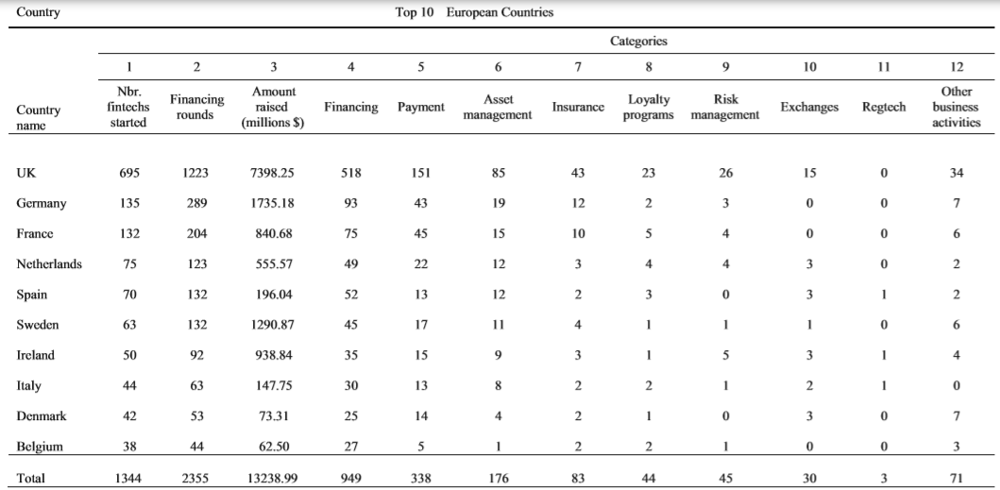 Country Top 10 European Countries
Categories
1 2 3 4 5 6 7 8 9 10 11 12
Country name Nbr. fintechs started Financing rounds Amount raised (millions $) Financing Payment Asset management Insurance Loyalty programs Risk management Exchanges Regtech Other business activities
UK 695 1223 7398.25 518 151 85 43 23 26 15 0 34
Germany 135 289 1735.18 93 43 19 12 2 3 0 0 7
France 132 204 840.68 75 45 15 10 5 4 0 0 6
Netherlands 75 123 555.57 49 22 12 3 4 4 3 0 2
Spain 70 132 196.04 52 13 12 2 3 0 3 1 2
Sweden 63 132 1290.87 45 17 11 4 1 1 1 0 6
Ireland 50 92 938.84 35 15 9 3 1 5 3 1 4
Italy 44 63 147.75 30 13 8 2 2 1 2 1 0
Denmark 42 53 73.31 25 14 4 2 1 0 3 0 7
Belgium 38 44 62.50 27 5 1 2 2 1 0 0 3
Total 1344 2355 13238.99 949 338 176 83 44 45 30 3 71